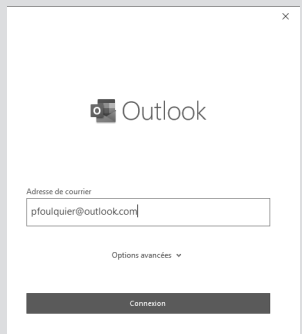 Outlook
Adresse de courrier
pfoulquier@outlook.com
Options avancées
Connexion